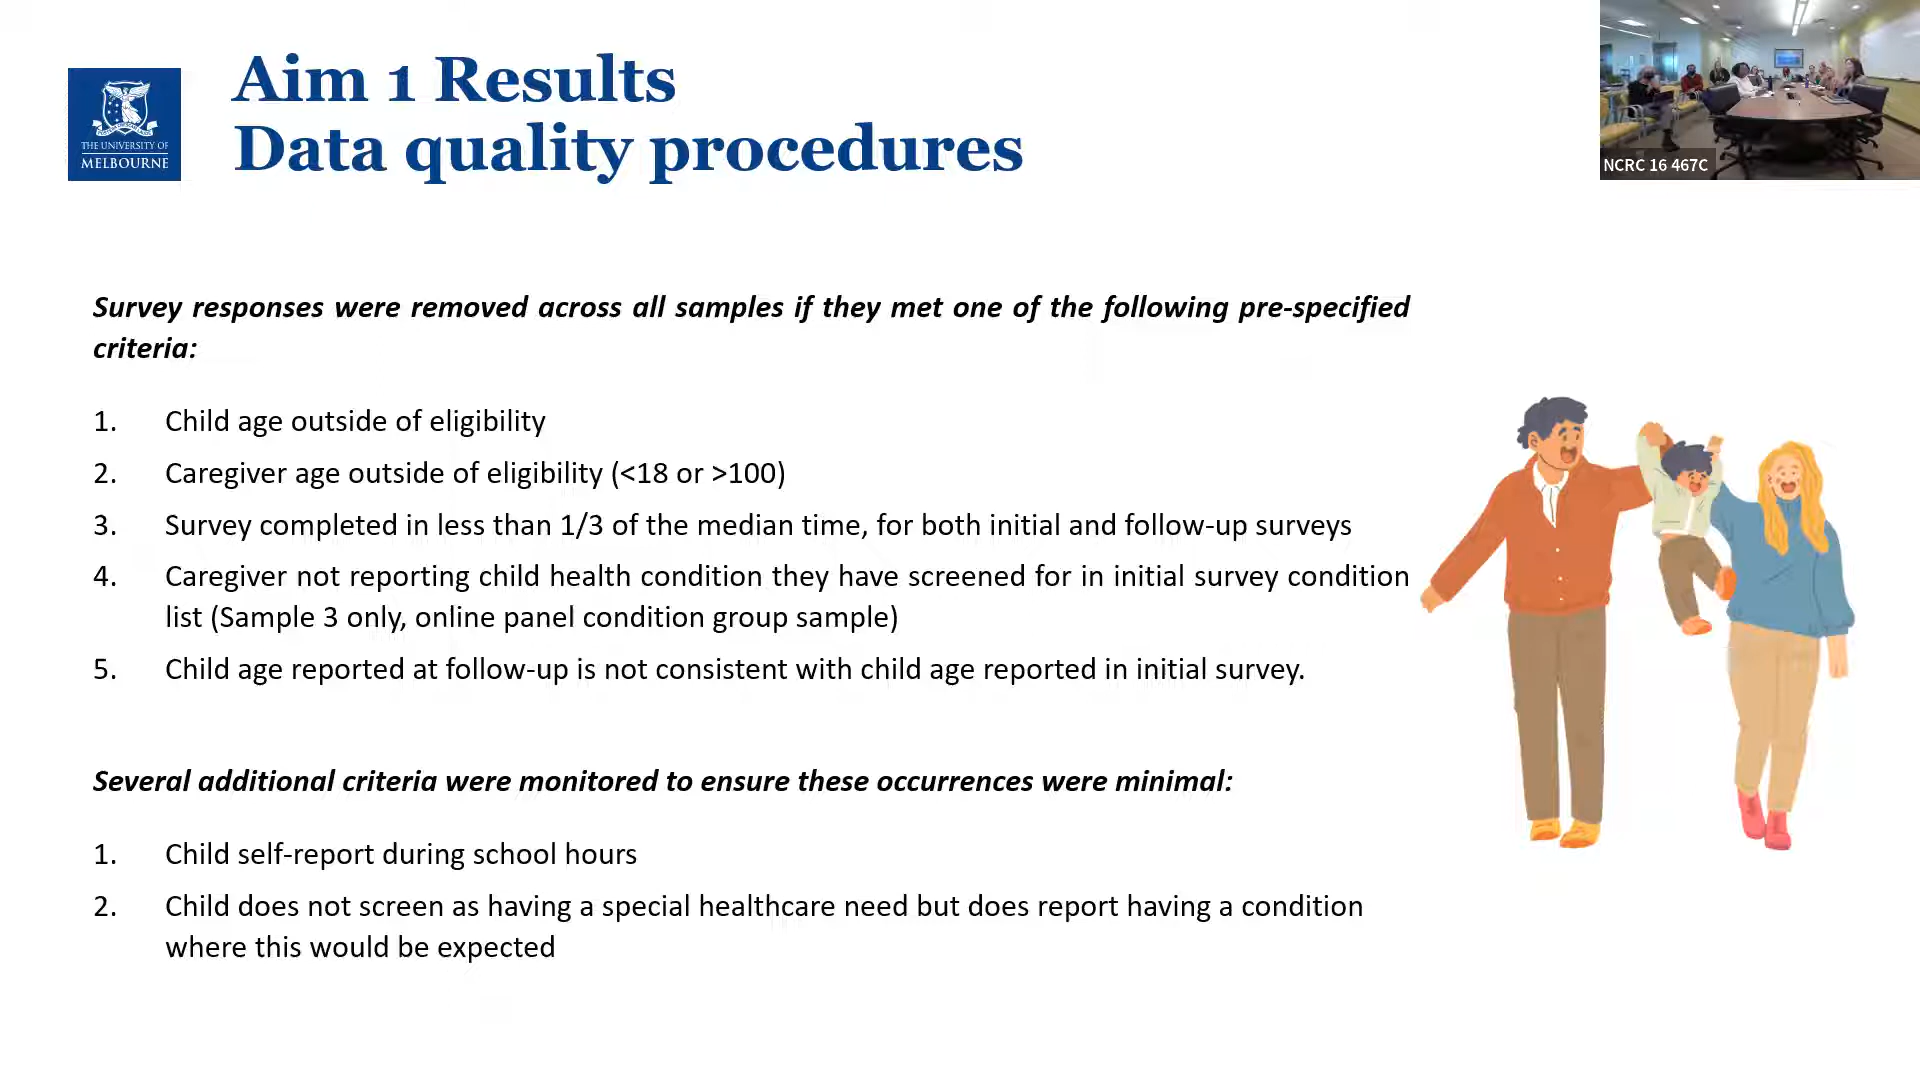 Aim 1 Results
Data quality procedures
THE UNIVERSITY OF
MELBOURNE
NCRC 16 467C
Survey responses were removed across all samples if they met one of the following pre-specified
criteria:
1. Child age outside of eligibility
2. Caregiver age outside of eligibility (<18 or >100)
3. Survey completed in less than 1/3 of the median time, for both initial and follow-up surveys
4. Caregiver not reporting child health condition they have screened for in initial survey condition
list (Sample 3 only, online panel condition group sample)
5. Child age reported at follow-up is not consistent with child age reported in initial survey.
Several additional criteria were monitored to ensure these occurrences were minimal:
1. Child self-report during school hours
2. Child does not screen as having a special healthcare need but does report having a condition
where this would be expected